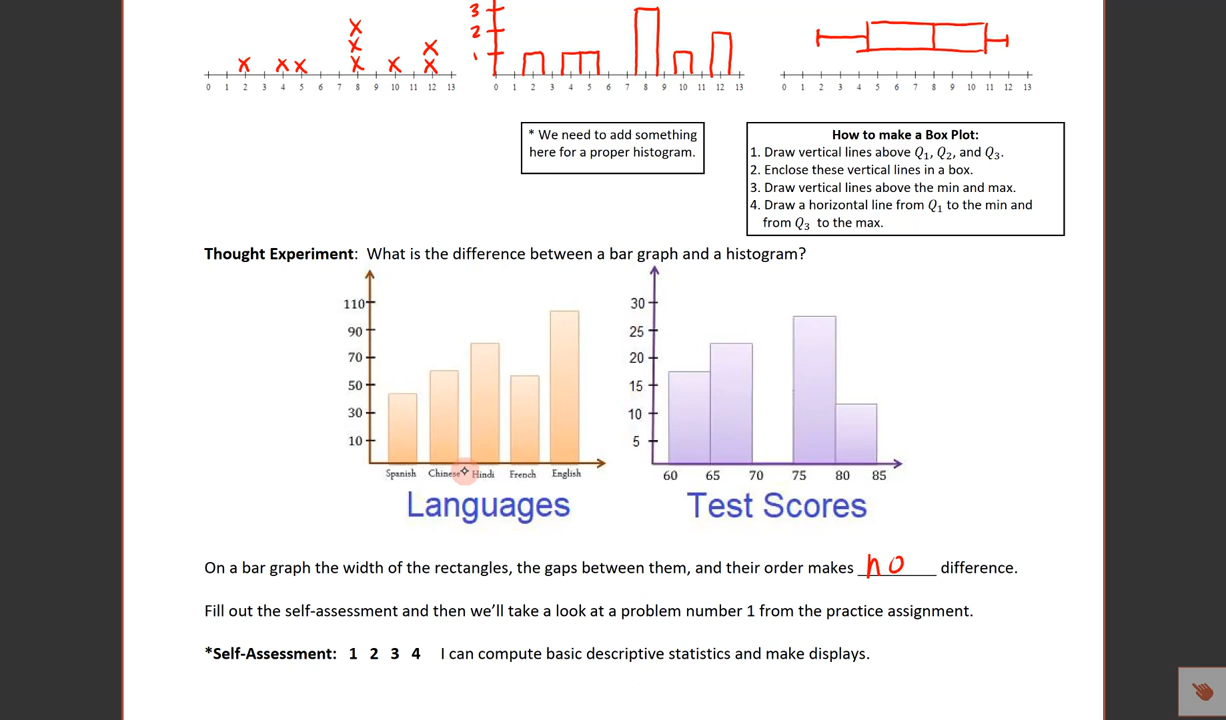 X
X X
X X X X X X
0 1 2 3 4 5 6 7 8 9 10 11 12 13
3
2
1
0 1 2 3 4 5 6 7 8 9 10 11 12 13
0 1 2 3 4 5 6 7 8 9 10 11 12 13
* We need to add something
here for a proper histogram.
How to make a Box Plot:
1. Draw vertical lines above Q₁, Q₂, and Q₃.
2. Enclose these vertical lines in a box.
3. Draw vertical lines above the min and max.
4. Draw a horizontal line from Q₁ to the min and
from Q₃ to the max.
Thought Experiment: What is the difference between a bar graph and a histogram?
110
90
70
50
30
10
Spanish Chinese Hindi French English
Languages
30
25
20
15
10
5
60 65 70 75 80 85
Test Scores
On a bar graph the width of the rectangles, the gaps between them, and their order makes no difference.
Fill out the self-assessment and then we'll take a look at a problem number 1 from the practice assignment.
*Self-Assessment: 1 2 3 4 I can compute basic descriptive statistics and make displays.